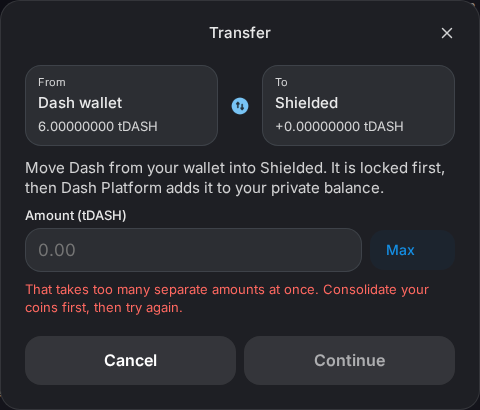 Transfer
From
Dash wallet
6.00000000 tDASH
To
Shielded
+0.00000000 tDASH
Move Dash from your wallet into Shielded. It is locked first,
then Dash Platform adds it to your private balance.
Amount (tDASH)
0.00
Max
That takes too many separate amounts at once. Consolidate your
coins first, then try again.
Cancel
Continue